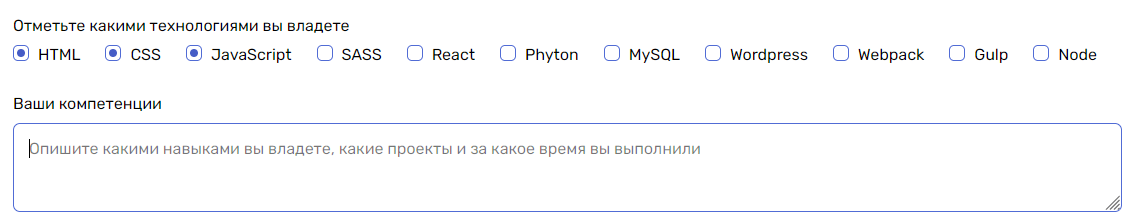 Отметьте какими технологиями вы владете
HTML CSS JavaScript SASS React Phyton MySQL Wordpress Webpack Gulp Node
Ваши компетенции
Опишите какими навыками вы владете, какие проекты и за какое время вы выполнили